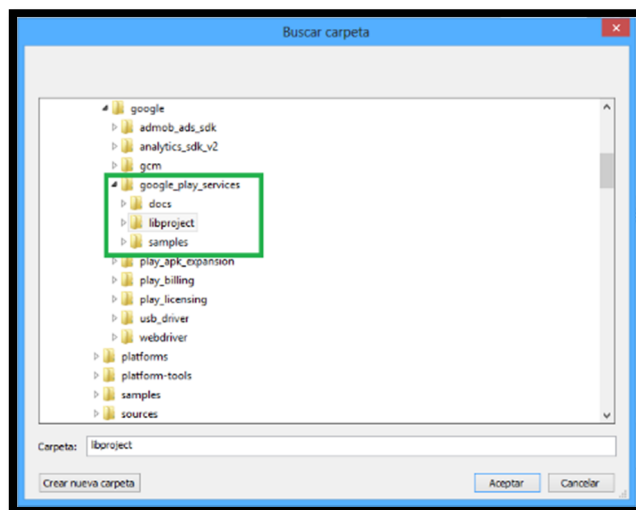 Buscar carpeta
google
admob_ads_sdk
analytics_sdk_v2
gcm
google_play_services
docs
libproject
samples
play_apk_expansion
play_billing
play_licensing
usb_driver
webdriver
platforms
platform-tools
samples
sources
Carpeta: libproject
Crear nueva carpeta Aceptar Cancelar